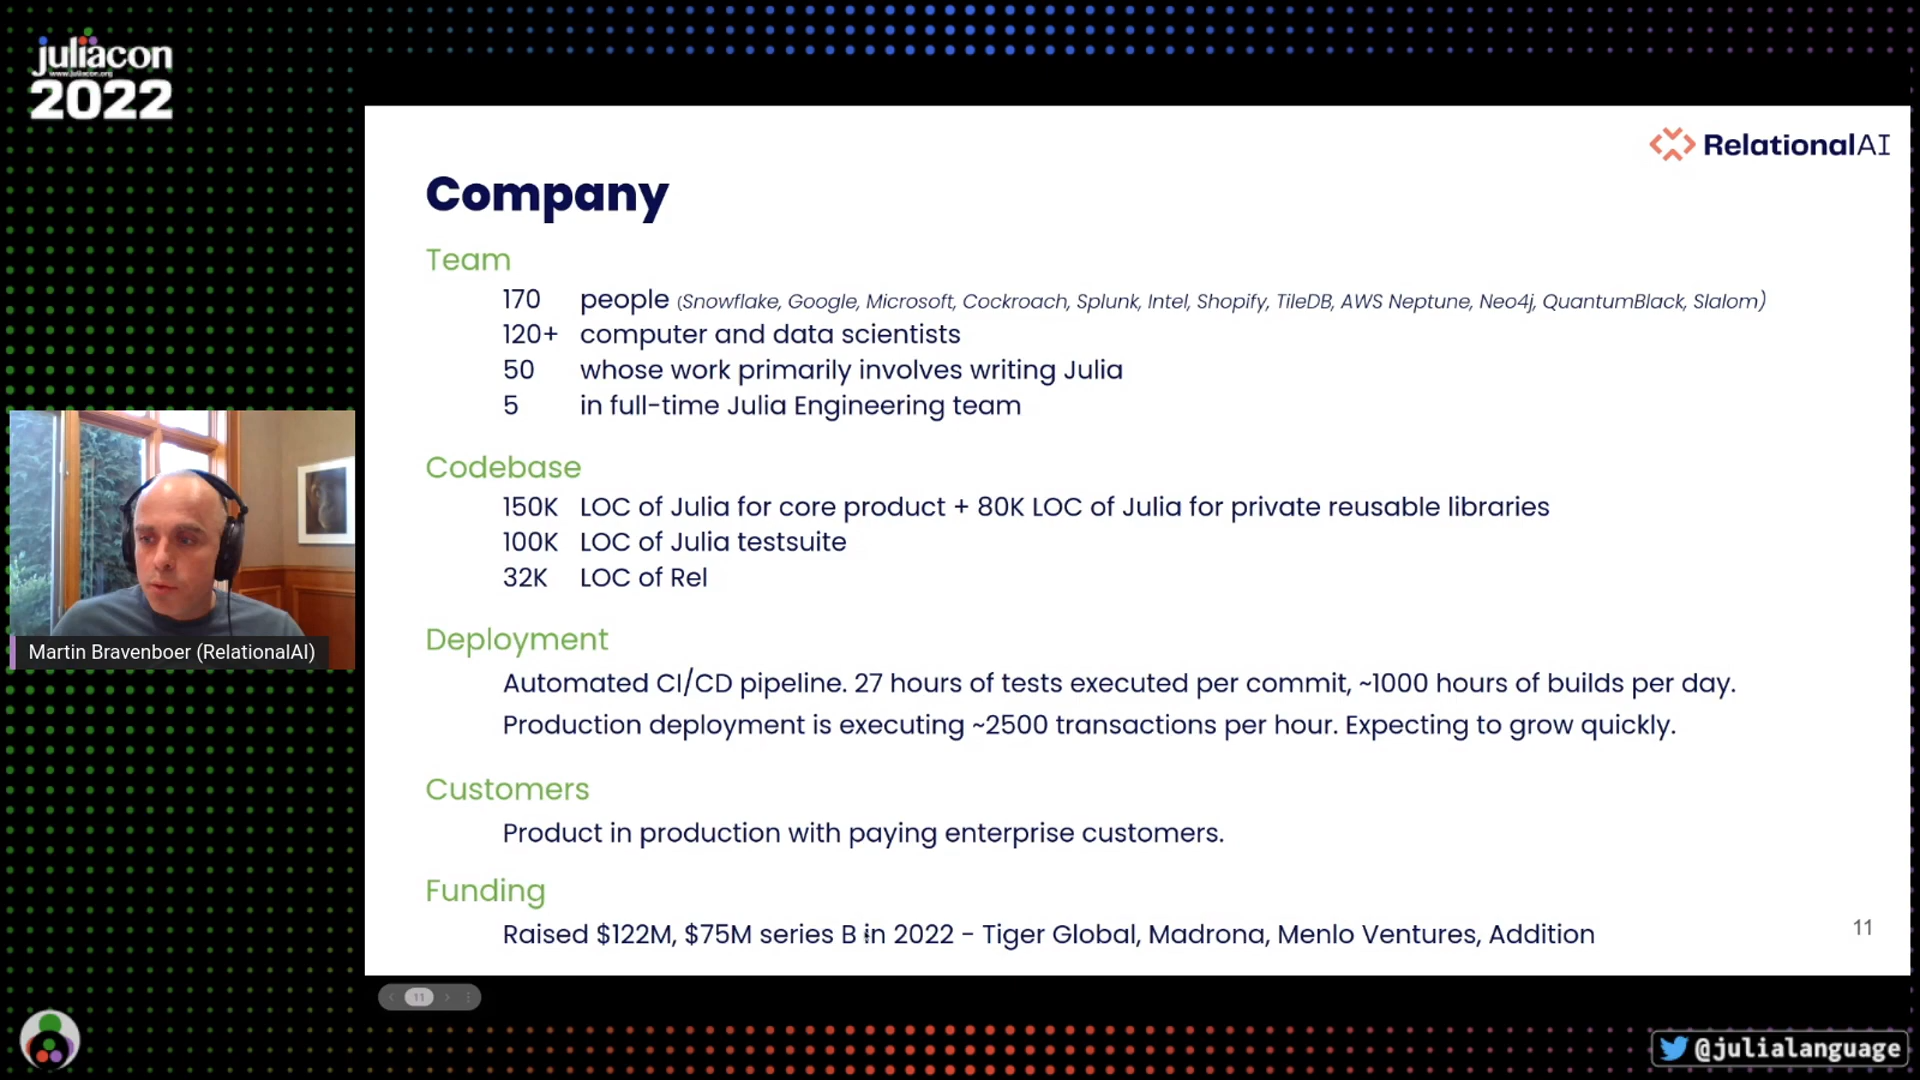 juliacon
www.juliacon.org
2022
RelationalAI
Company
Team
170 people (Snowflake, Google, Microsoft, Cockroach, Splunk, Intel, Shopify, TileDB, AWS Neptune, Neo4j, QuantumBlack, Slalom)
120+ computer and data scientists
50 whose work primarily involves writing Julia
5 in full-time Julia Engineering team
Codebase
150K LOC of Julia for core product + 80K LOC of Julia for private reusable libraries
100K LOC of Julia testsuite
32K LOC of Rel
Deployment
Automated CI/CD pipeline. 27 hours of tests executed per commit, ~1000 hours of builds per day.
Production deployment is executing ~2500 transactions per hour. Expecting to grow quickly.
Customers
Product in production with paying enterprise customers.
Funding
Raised $122M, $75M series B in 2022 - Tiger Global, Madrona, Menlo Ventures, Addition
11
Martin Bravenboer (RelationalAI)
11
@julialanguage